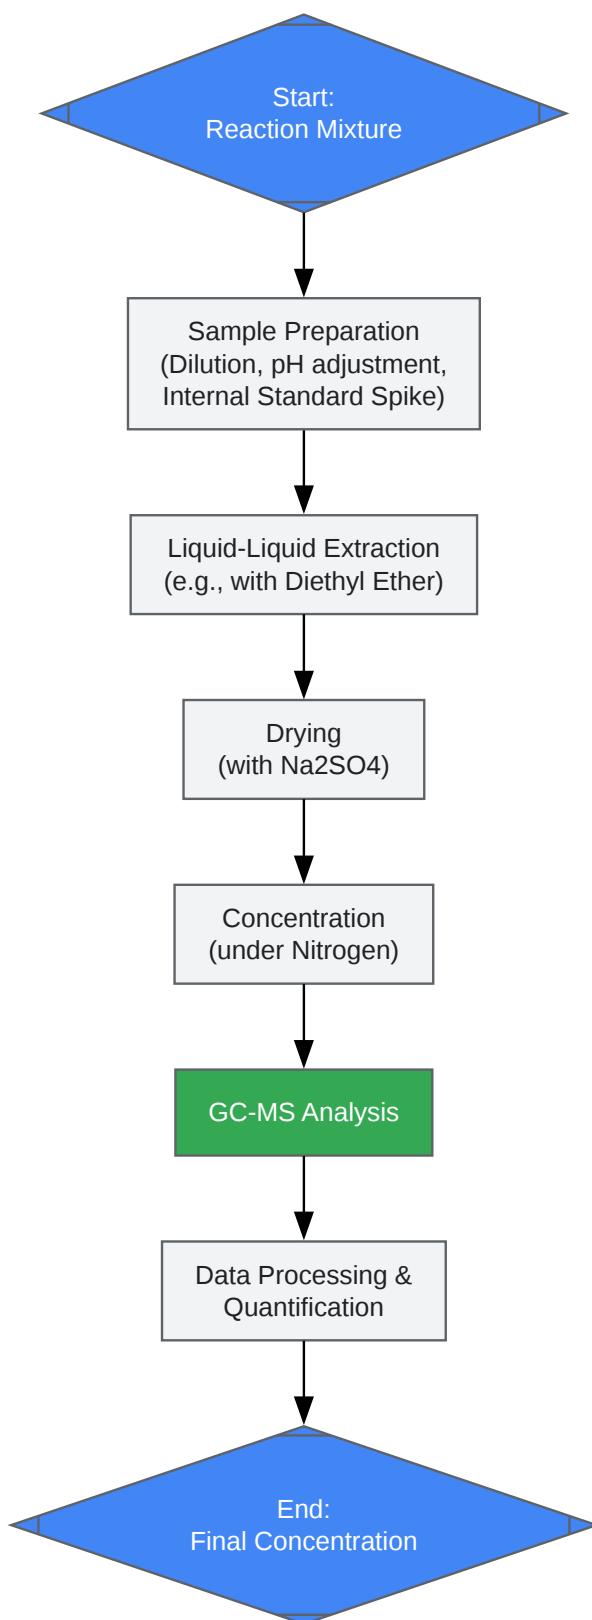 Start:
Reaction Mixture
Sample Preparation
(Dilution, pH adjustment,
Internal Standard Spike)
Liquid-Liquid Extraction
(e.g., with Diethyl Ether)
Drying
(with Na2SO4)
Concentration
(under Nitrogen)
GC-MS Analysis
Data Processing &
Quantification
End:
Final Concentration